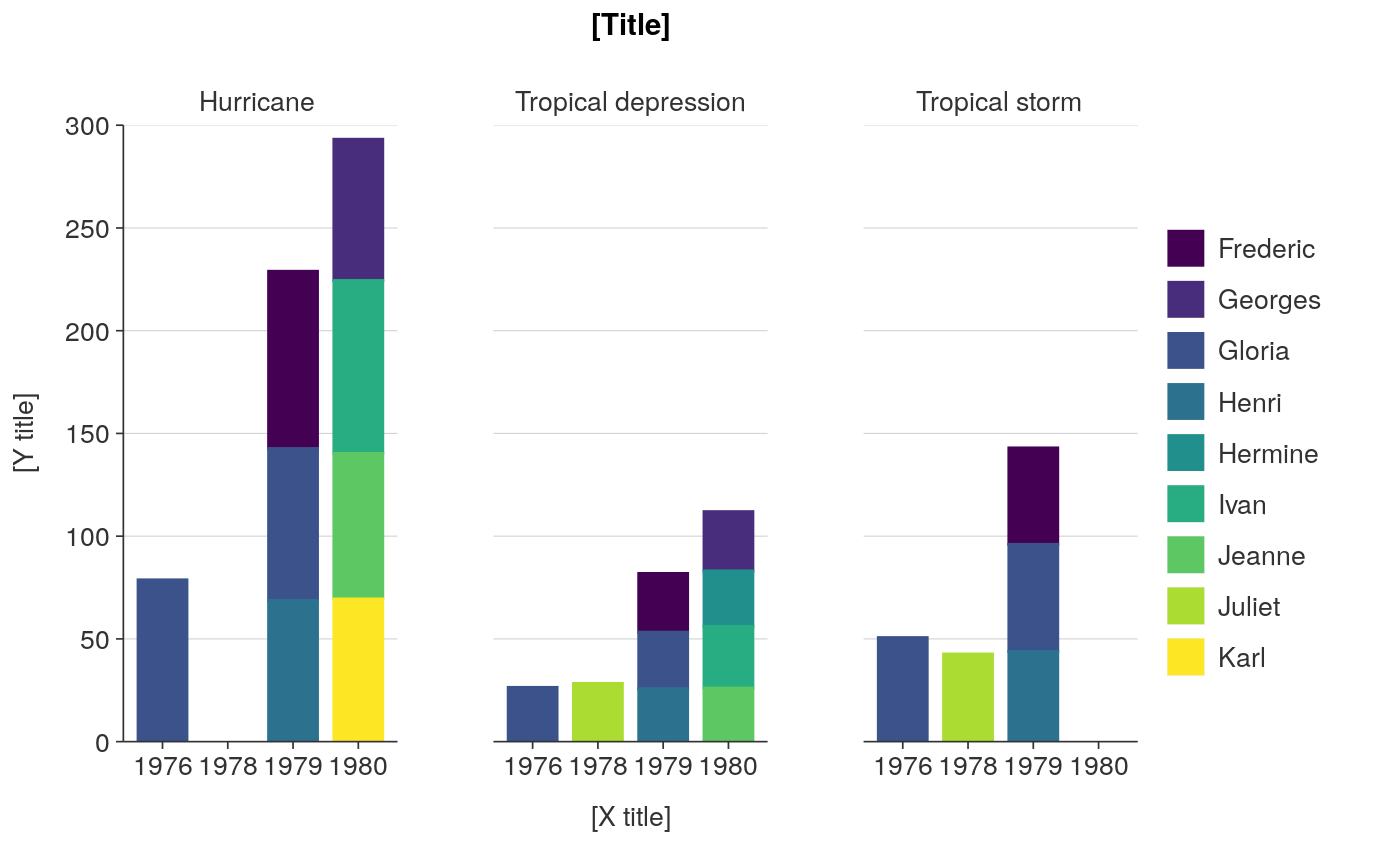 [Title]
Hurricane
Tropical depression
Tropical storm
300
250
200
150
100
50
0
[Y title]
1976 1978 1979 1980
1976 1978 1979 1980
1976 1978 1979 1980
[X title]
Frederic
Georges
Gloria
Henri
Hermine
Ivan
Jeanne
Juliet
Karl